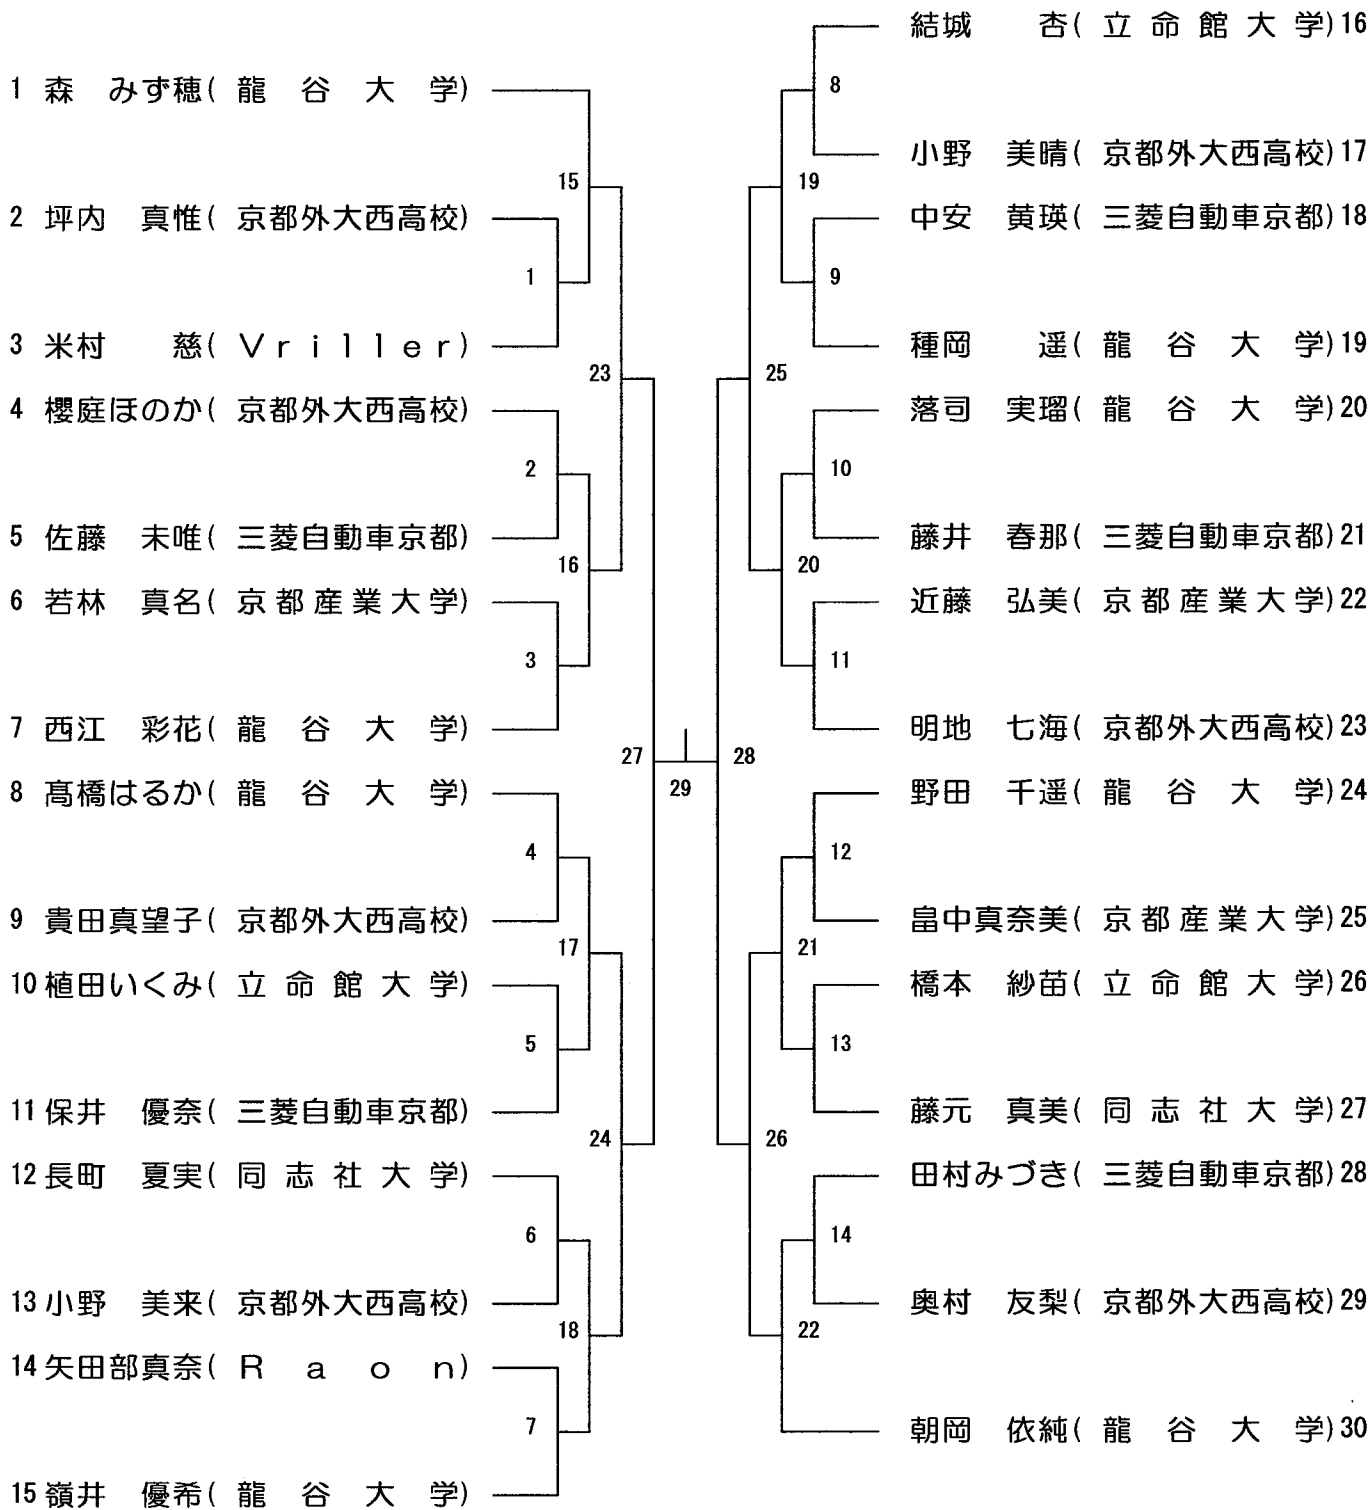 1 森 みず穂( 龍 谷 大 学)
15
2 坪内 真惟( 京都外大西高校)
1
3 米村 慈( Vriller)
23
4 櫻庭ほのか( 京都外大西高校)
2
5 佐藤 未唯( 三菱自動車京都)
16
6 若林 真名( 京都産業大学)
3
7 西江 彩花( 龍 谷 大 学)
27
8 髙橋はるか( 龍 谷 大 学)
4
9 貴田真望子( 京都外大西高校)
17
10 植田いくみ( 立 命 館 大 学)
5
11 保井 優奈( 三菱自動車京都)
24
12 長町 夏実( 同 志 社 大 学)
6
13 小野 美来( 京都外大西高校)
18
14 矢田部真奈( Raon)
7
15 嶺井 優希( 龍 谷 大 学)
29
結城 杏( 立 命 館 大 学)16
8
小野 美晴( 京都外大西高校)17
19
中安 黄瑛( 三菱自動車京都)18
9
種岡 遥( 龍 谷 大 学)19
25
落司 実瑠( 龍 谷 大 学)20
10
藤井 春那( 三菱自動車京都)21
20
近藤 弘美( 京都産業大学)22
11
明地 七海( 京都外大西高校)23
28
野田 千遥( 龍 谷 大 学)24
12
畠中真奈美( 京都産業大学)25
21
橋本 紗苗( 立 命 館 大 学)26
13
藤元 真美( 同 志 社 大 学)27
26
田村みづき( 三菱自動車京都)28
14
奥村 友梨( 京都外大西高校)29
22
朝岡 依純( 龍 谷 大 学)30